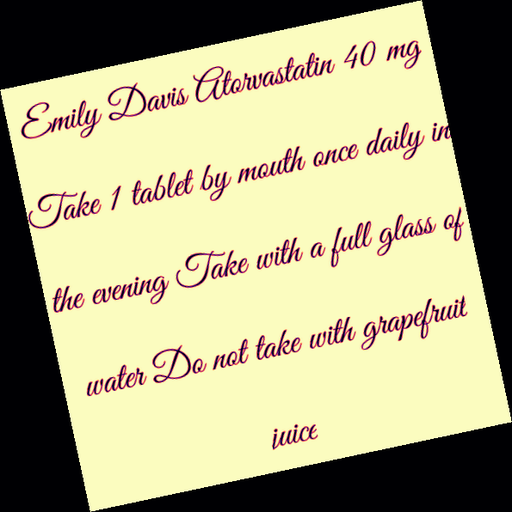 Emily Davis Atorvastatin 40 mg
Take 1 tablet by mouth once daily in
the evening Take with a full glass of
water Do not take with grapefruit
juice